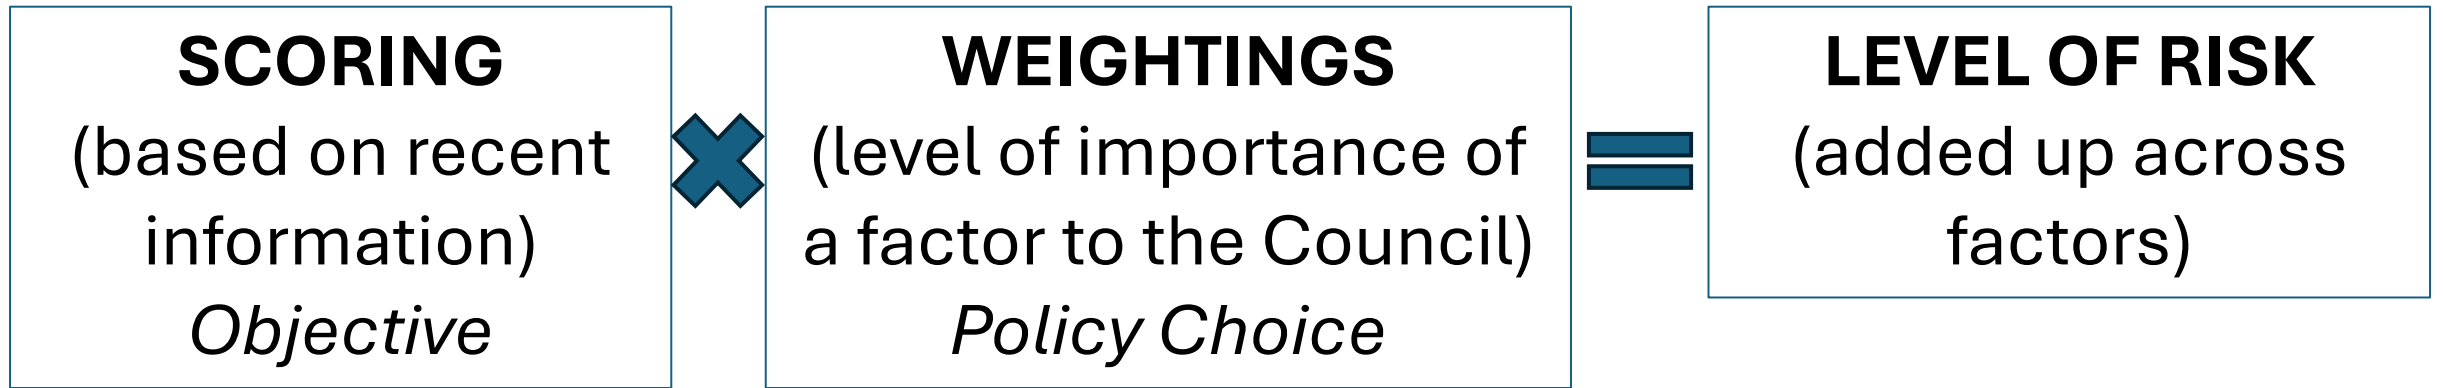 SCORING
(based on recent
information)
Objective
WEIGHTINGS
(level of importance of
a factor to the Council)
Policy Choice
LEVEL OF RISK
(added up across
factors)